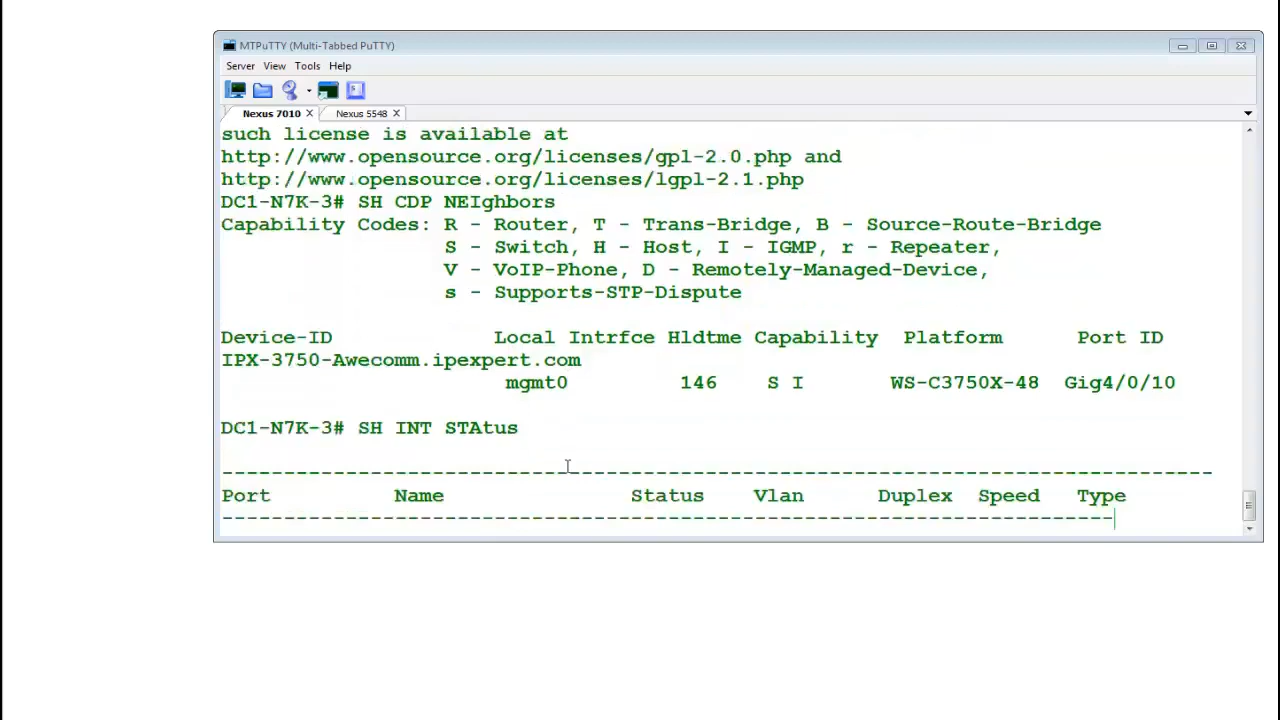 MTPuTTY (Multi-Tabbed PuTTY)
Server View Tools Help
Nexus 7010 Nexus 5548
such license is available at
http://www.opensource.org/licenses/gpl-2.0.php and
http://www.opensource.org/licenses/lgpl-2.1.php
DC1-N7K-3# SH CDP NEIghbors
Capability Codes: R - Router, T - Trans-Bridge, B - Source-Route-Bridge
S - Switch, H - Host, I - IGMP, r - Repeater,
V - VoIP-Phone, D - Remotely-Managed-Device,
s - Supports-STP-Dispute
Device-ID Local Intrfce Hldtme Capability Platform Port ID
IPX-3750-Awecomm.ipexpert.com
mgmt0 146 S I WS-C3750X-48 Gig4/0/10
DC1-N7K-3# SH INT STAtus
--------------------------------------------------------------------------------
Port Name Status Vlan Duplex Speed Type
------------------------------------------------------------------------